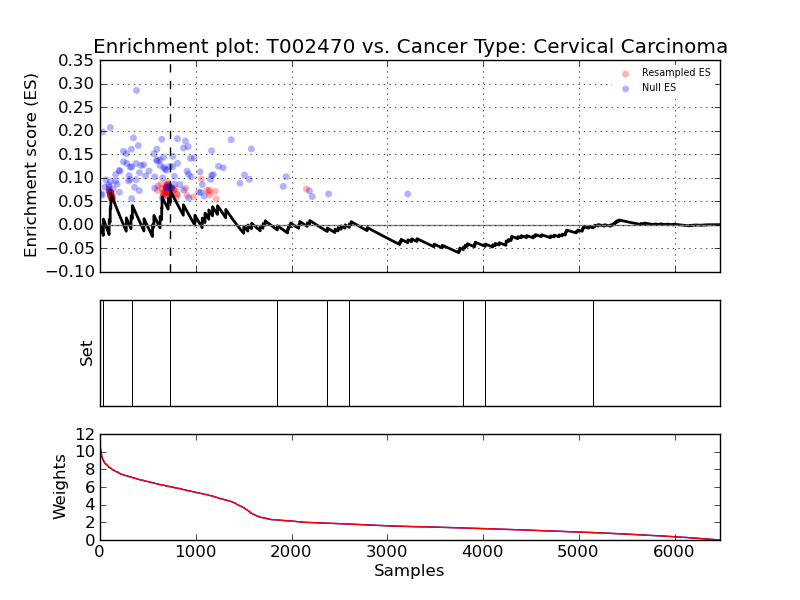 Enrichment plot: T002470 vs. Cancer Type: Cervical Carcinoma
Enrichment score (ES)
0.35
0.30
0.25
0.20
0.15
0.10
0.05
0.00
−0.05
−0.10
Resampled ES
Null ES
Set
Weights
12
10
8
6
4
2
0
0 1000 2000 3000 4000 5000 6000
Samples